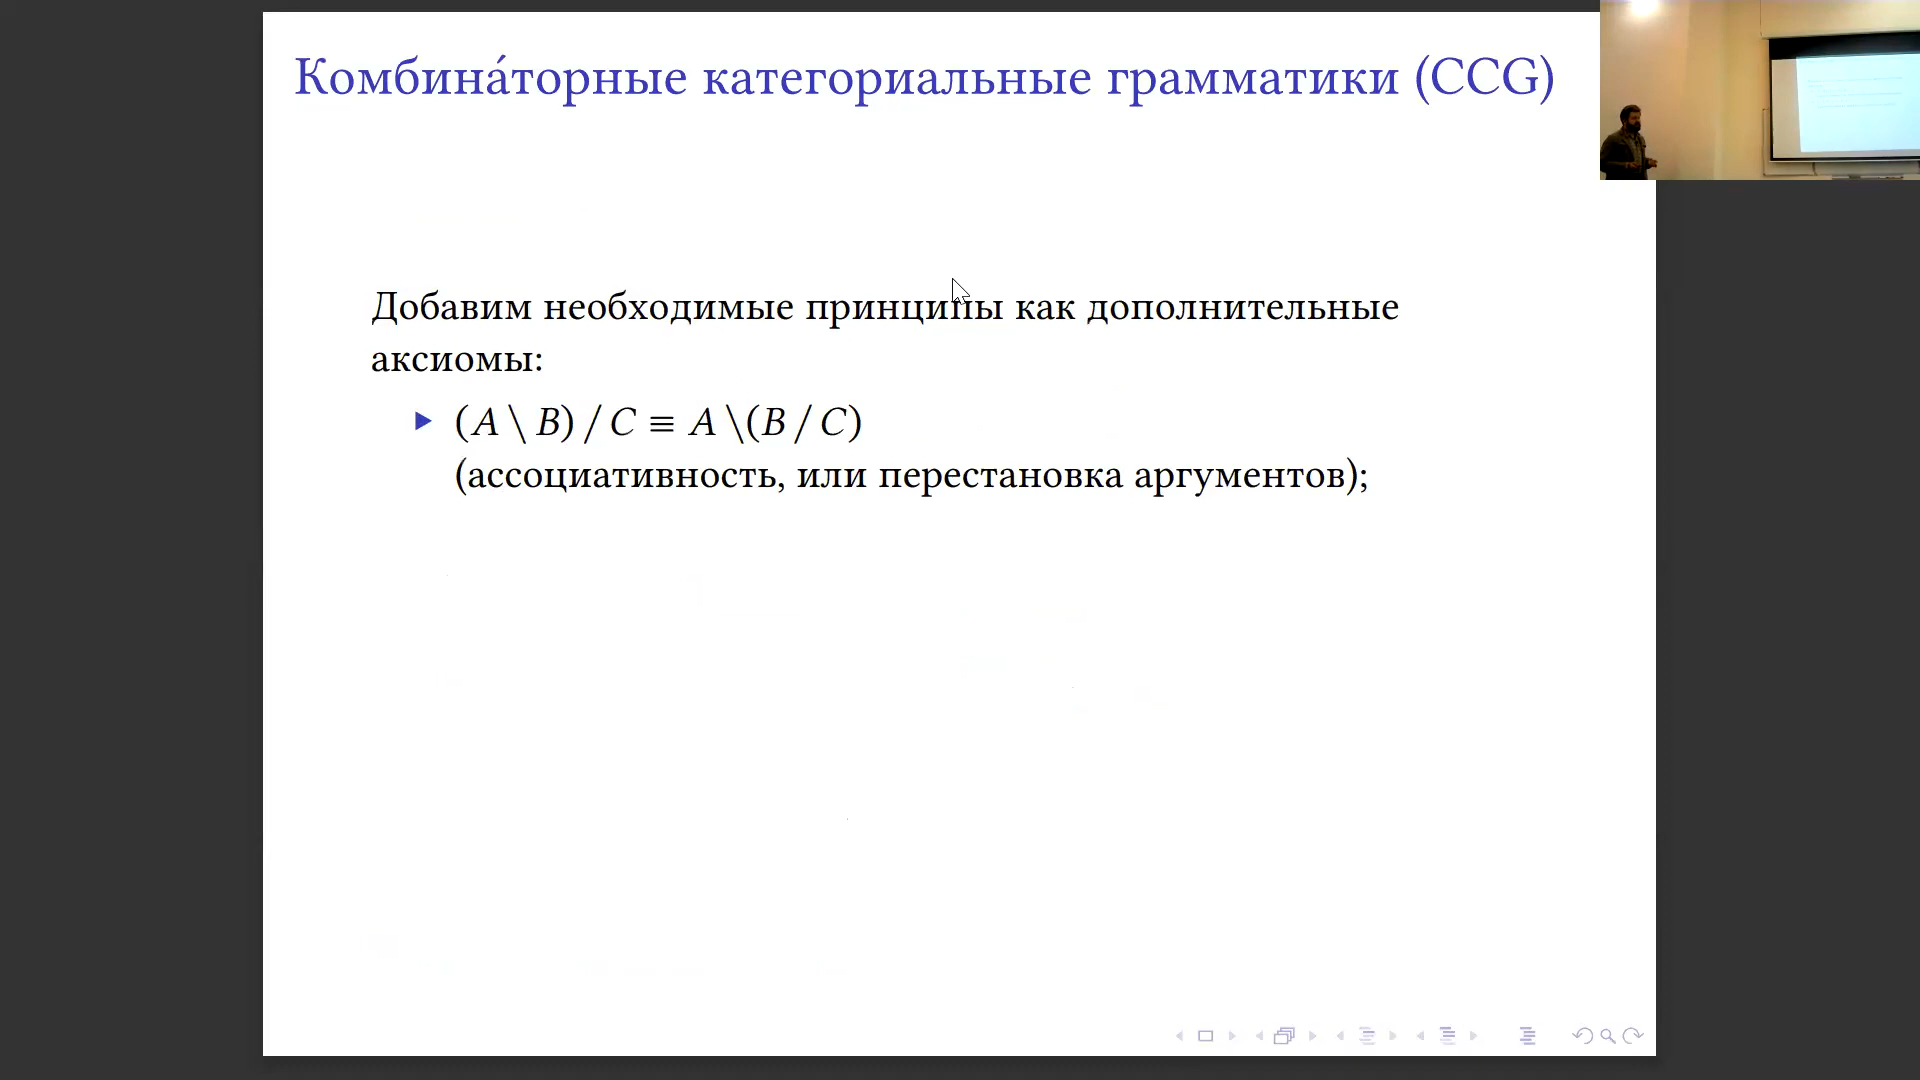 Комбина́торные категориальные грамматики (CCG)
Добавим необходимые принципы как дополнительные
аксиомы:
(A \ B) / C ≡ A \(B / C)
(ассоциативность, или перестановка аргументов);